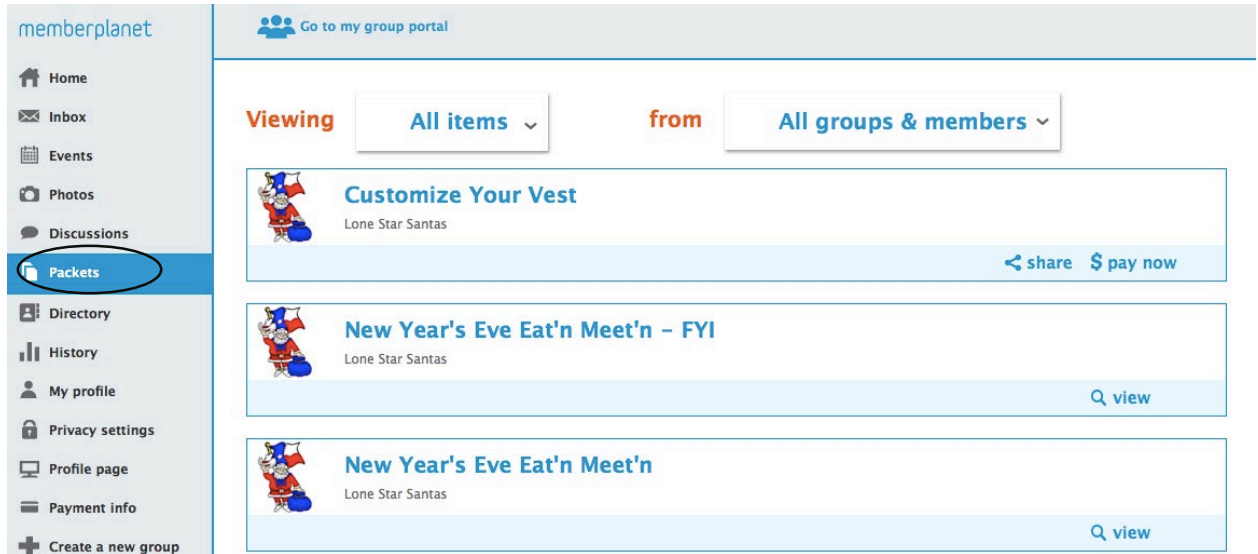 memberplanet
Home
Inbox
Events
Photos
Discussions
Packets
Directory
History
My profile
Privacy settings
Profile page
Payment info
Create a new group
Go to my group portal
Viewing All items from All groups & members
Customize Your Vest
Lone Star Santas
share $ pay now
New Year's Eve Eat'n Meet'n – FYI
Lone Star Santas
view
New Year's Eve Eat'n Meet'n
Lone Star Santas
view